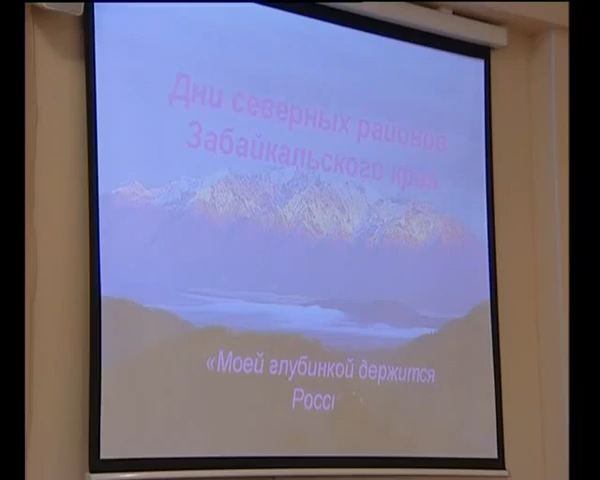 Дни северных районов
Забайкальского края
«Моей глубинкой держится
Росси